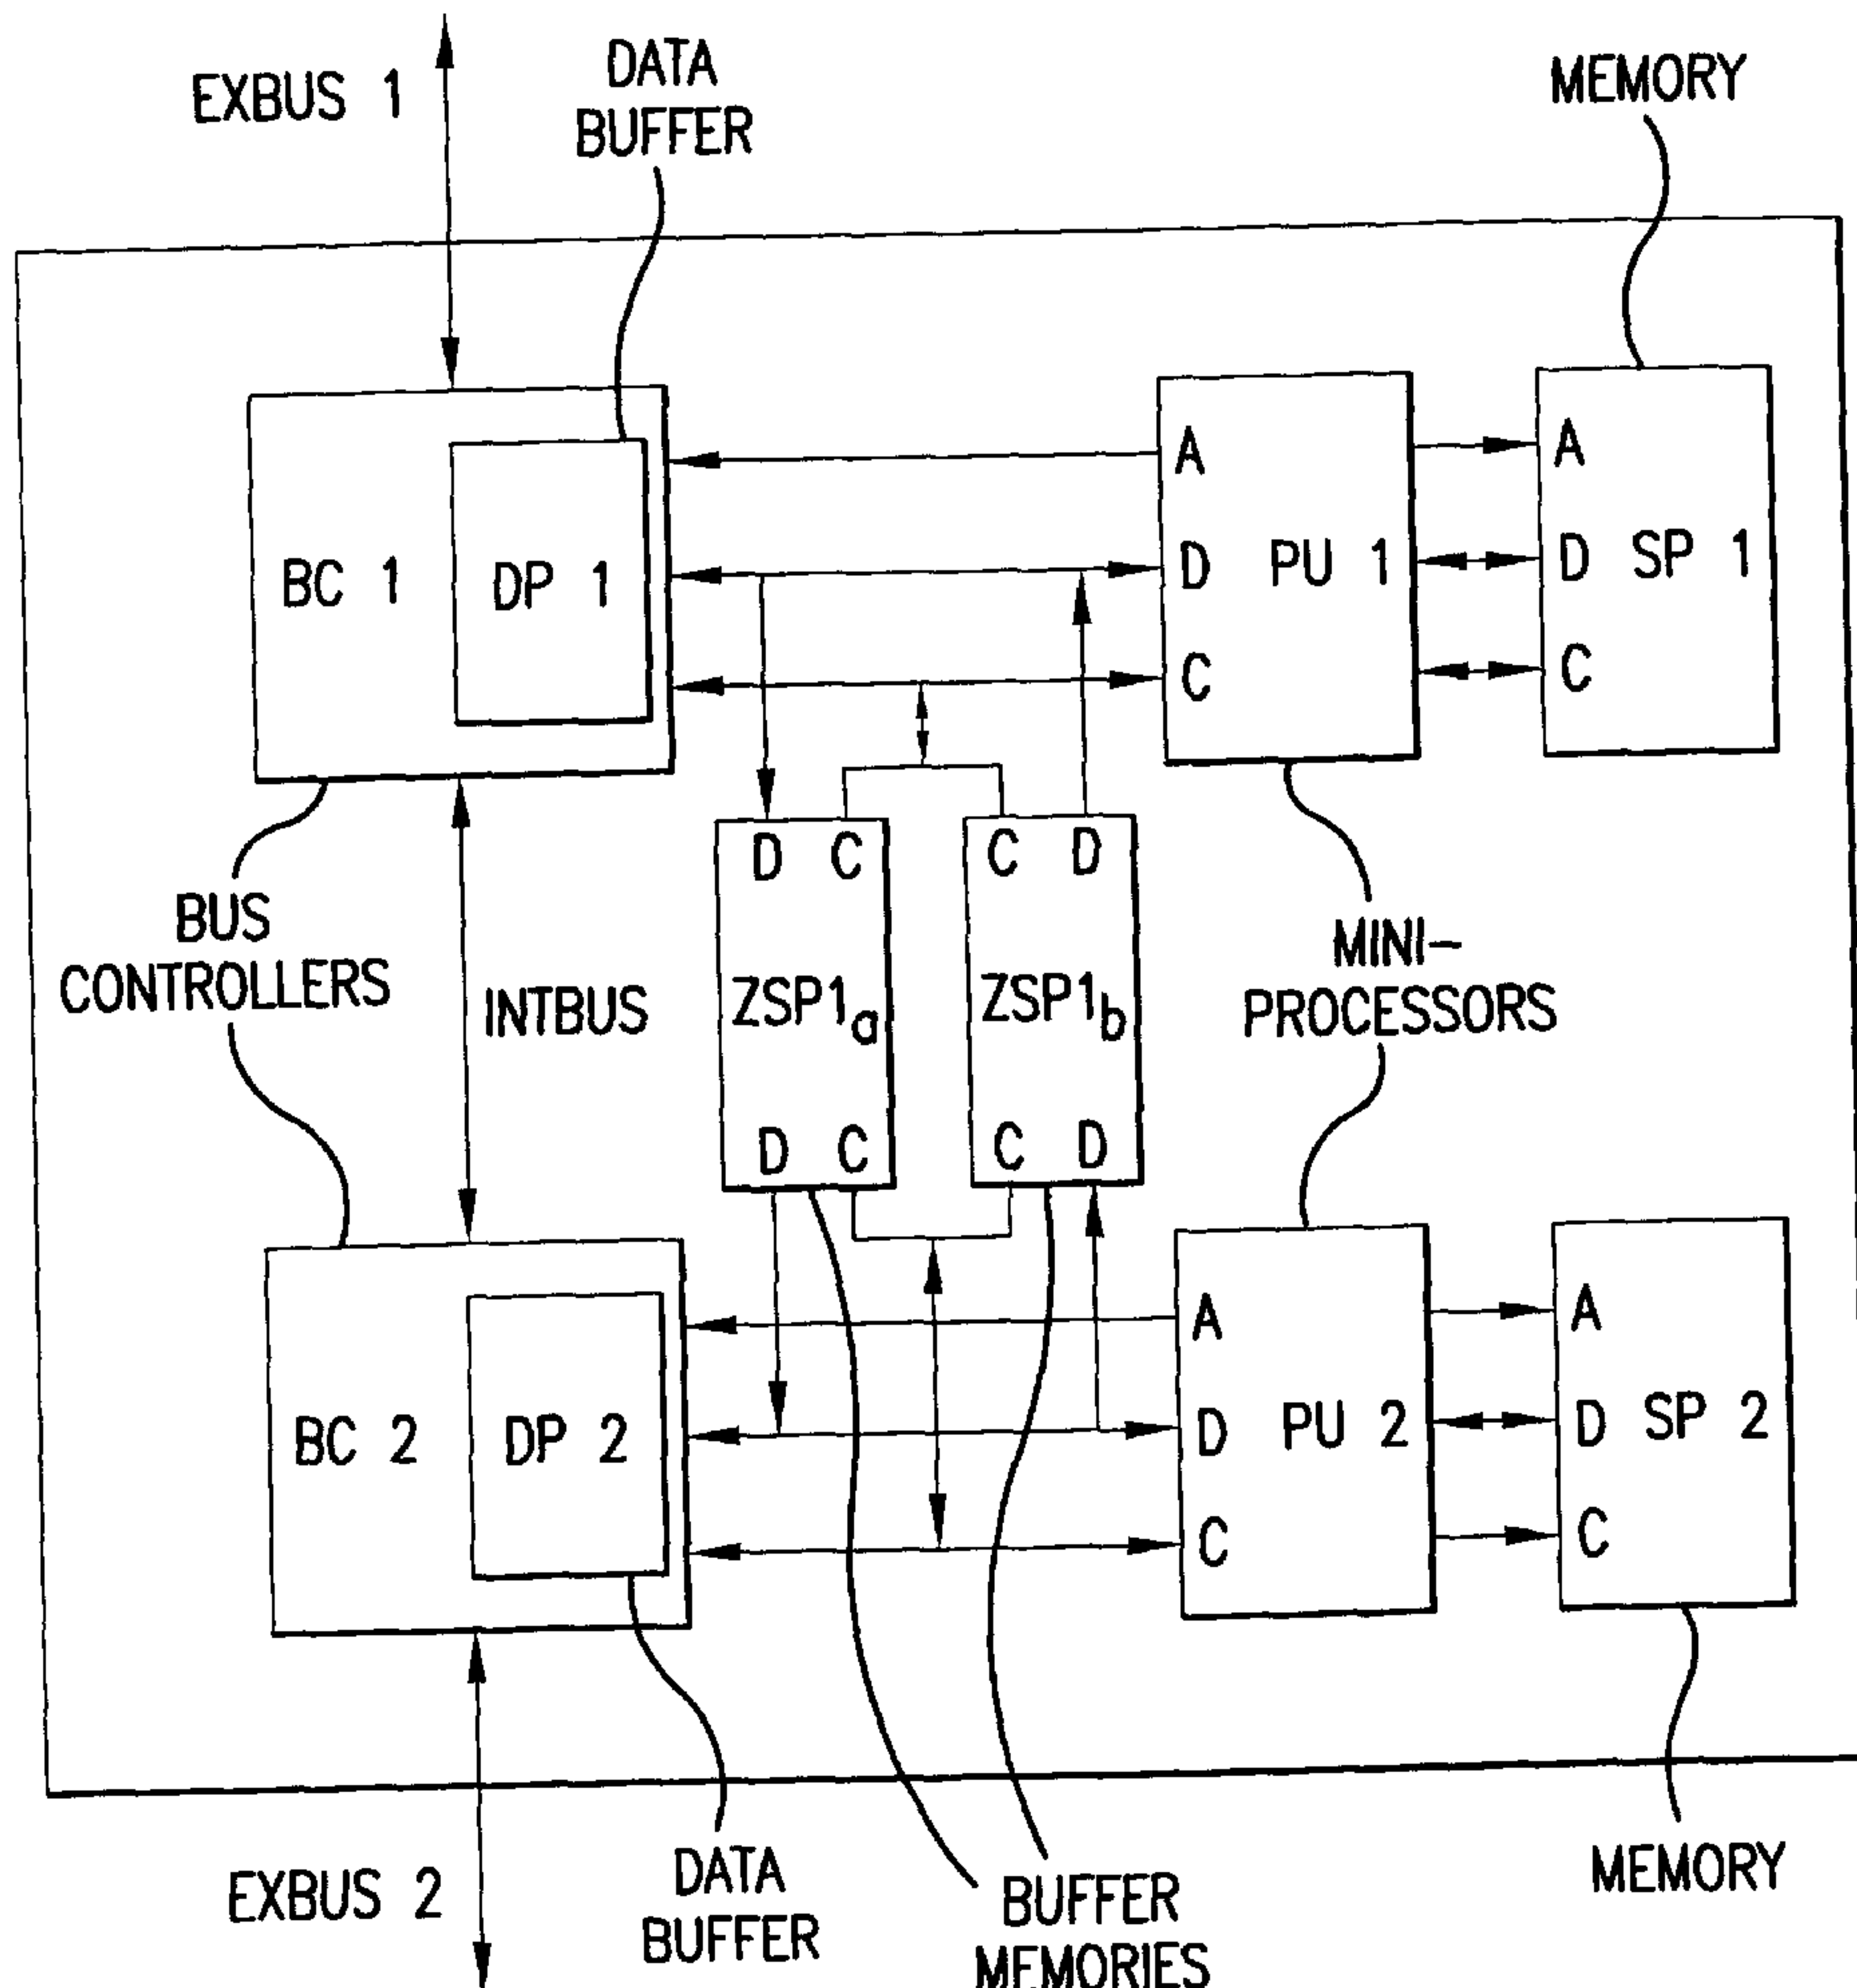 EXBUS 1
DATA
BUFFER
MEMORY
BC 1
DP 1
A
D
C
PU 1
A
D
C
SP 1
D C
C D
ZSP1a
ZSP1b
D C
C D
BUS
CONTROLLERS
INTBUS
MINI-
PROCESSORS
BC 2
DP 2
A
D
C
PU 2
A
D
C
SP 2
EXBUS 2
DATA
BUFFER
BUFFER
MEMORIES
MEMORY